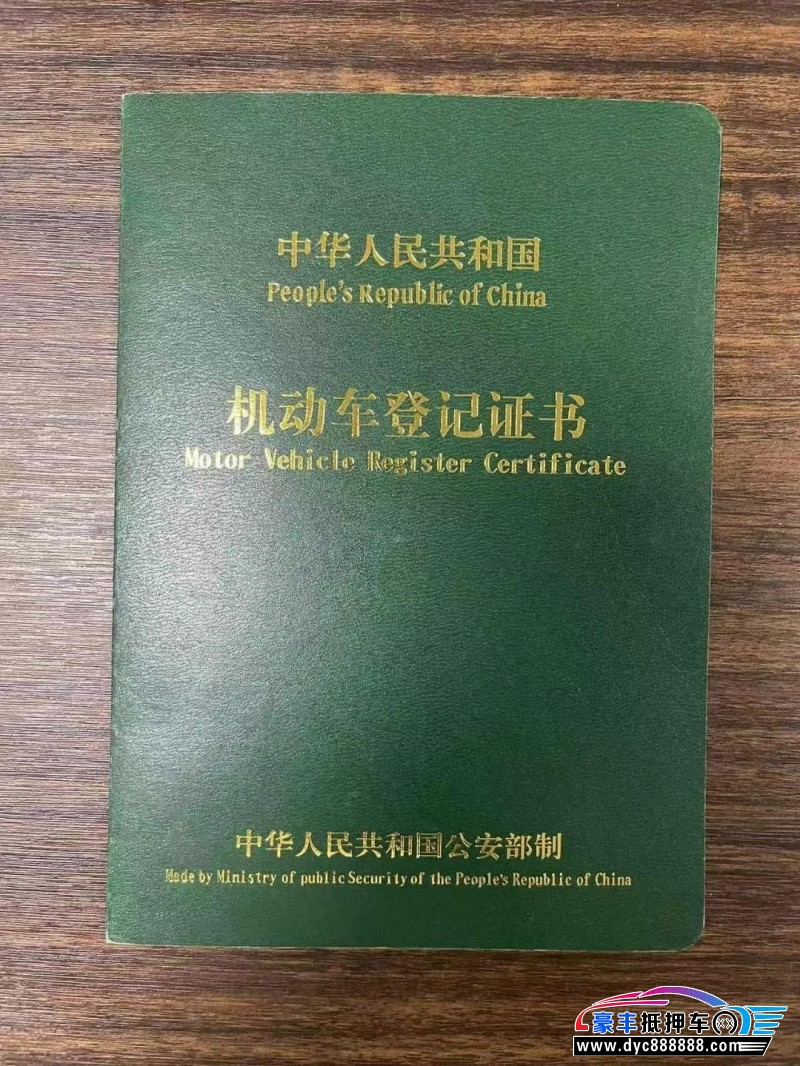 中华人民共和国
People's Republic of China
机动车登记证书
Motor Vehicle Register Certificate
中华人民共和国公安部制
Made by Ministry of public Security of the People's Republic of China
豪丰抵押车
www.dyc888888.com